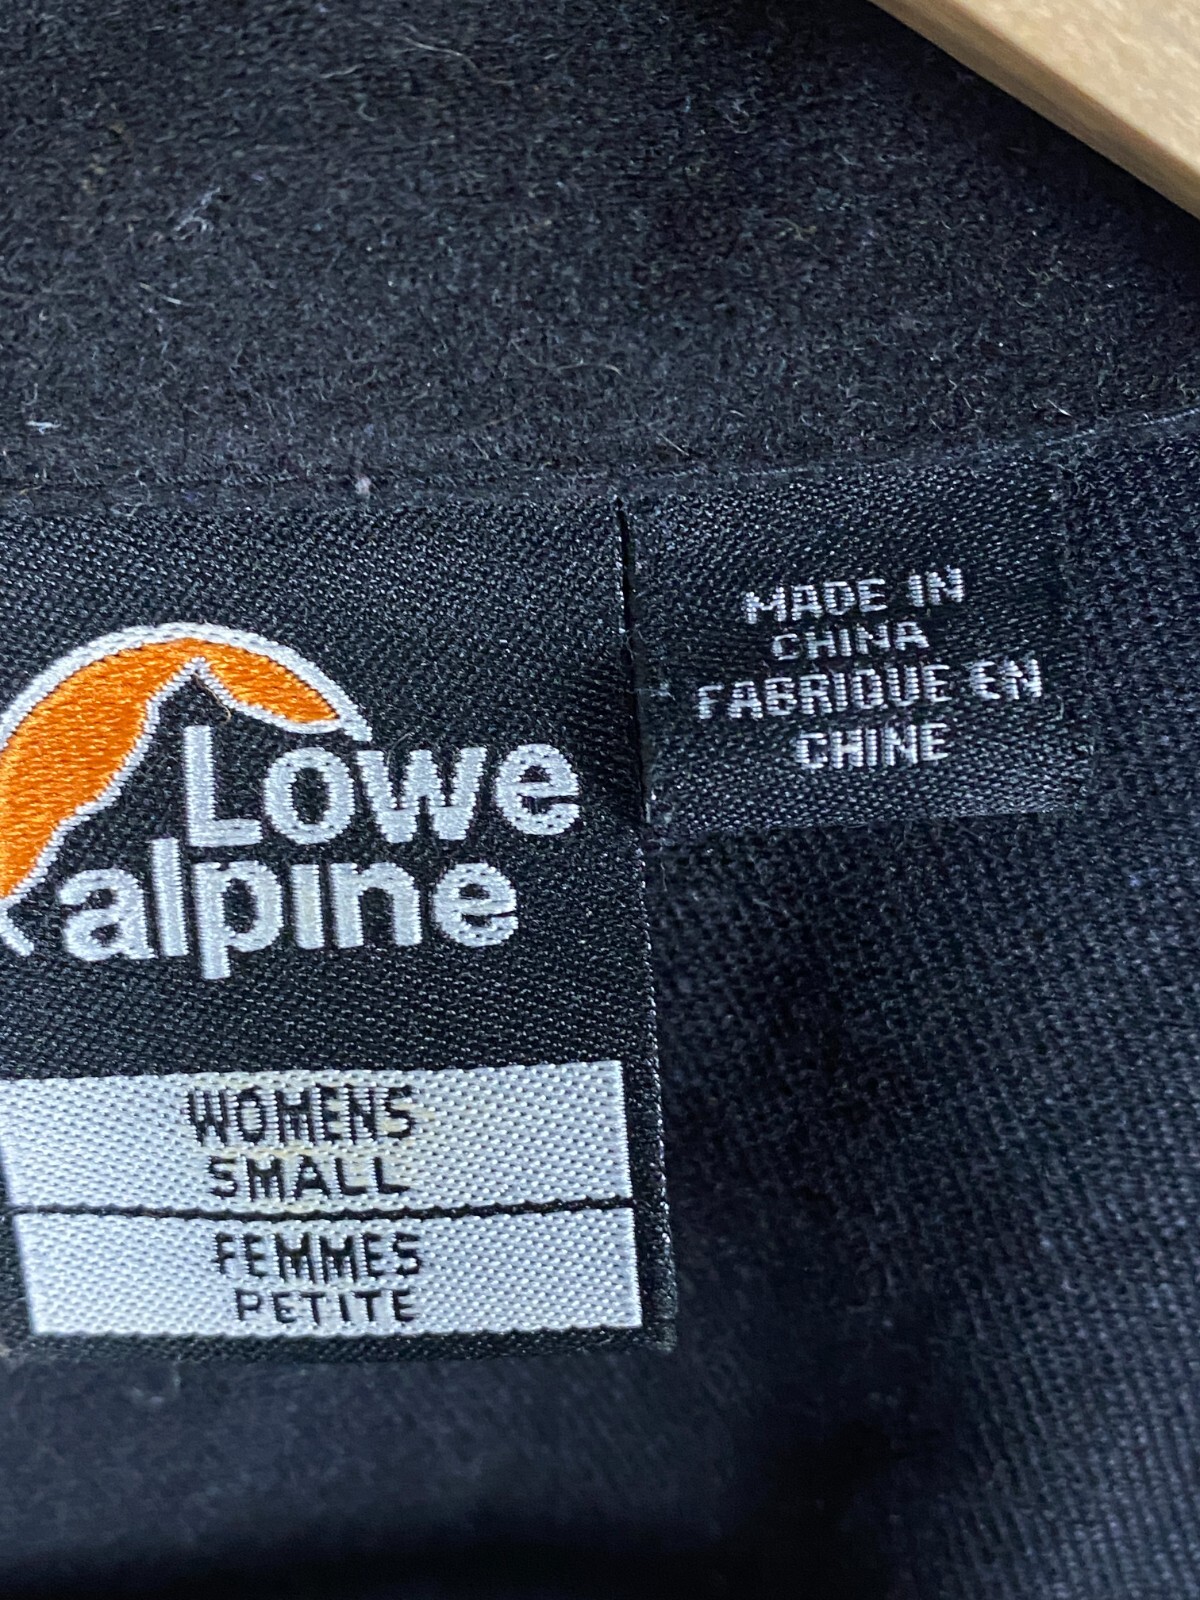 MADE IN
CHINA
FABRIQUE EN
CHINE
Lowe
alpine
WOMENS
SMALL
FEMMES
PETITE